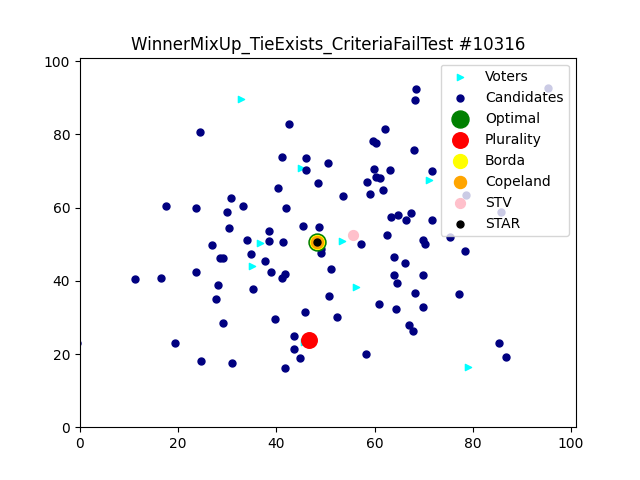 WinnerMixUp_TieExists_CriteriaFailTest #10316
100
80
60
40
20
0
0
20
40
60
80
100
Voters
Candidates
Optimal
Plurality
Borda
Copeland
STV
STAR